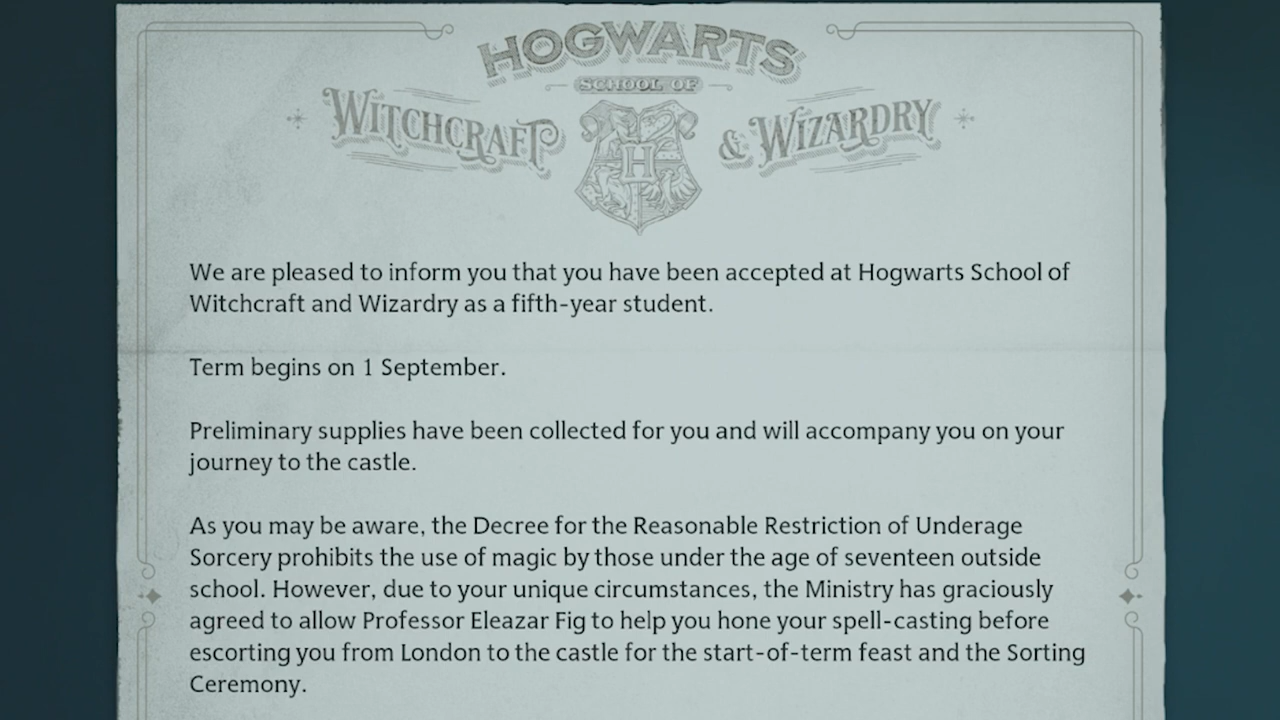 HOGWARTS
SCHOOL OF
WITCHCRAFT & WIZARDRY
H
We are pleased to inform you that you have been accepted at Hogwarts School of
Witchcraft and Wizardry as a fifth-year student.
Term begins on 1 September.
Preliminary supplies have been collected for you and will accompany you on your
journey to the castle.
As you may be aware, the Decree for the Reasonable Restriction of Underage
Sorcery prohibits the use of magic by those under the age of seventeen outside
school. However, due to your unique circumstances, the Ministry has graciously
agreed to allow Professor Eleazar Fig to help you hone your spell-casting before
escorting you from London to the castle for the start-of-term feast and the Sorting
Ceremony.